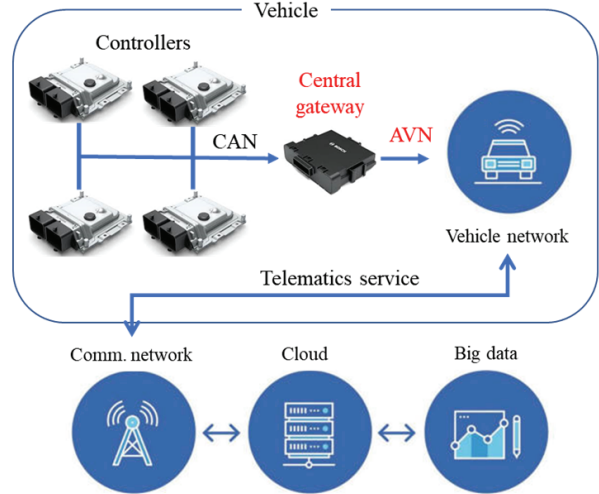 Vehicle
Controllers
Central
gateway
CAN
AVN
Vehicle network
Telematics service
Comm. network
Cloud
Big data